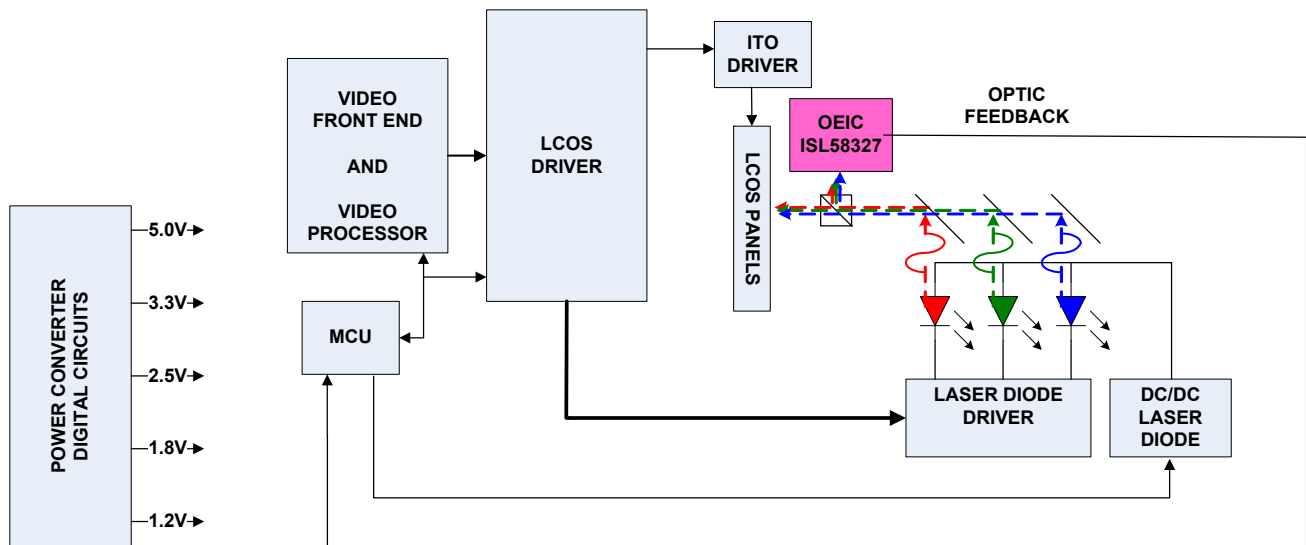 VIDEO
FRONT END
AND
VIDEO
PROCESSOR
LCOS
DRIVER
ITO
DRIVER
OEIC
ISL58327
OPTIC
FEEDBACK
LCOS PANELS
MCU
POWER CONVERTER
DIGITAL CIRCUITS
5.0V
3.3V
2.5V
1.8V
1.2V
LASER DIODE
DRIVER
DC/DC
LASER
DIODE